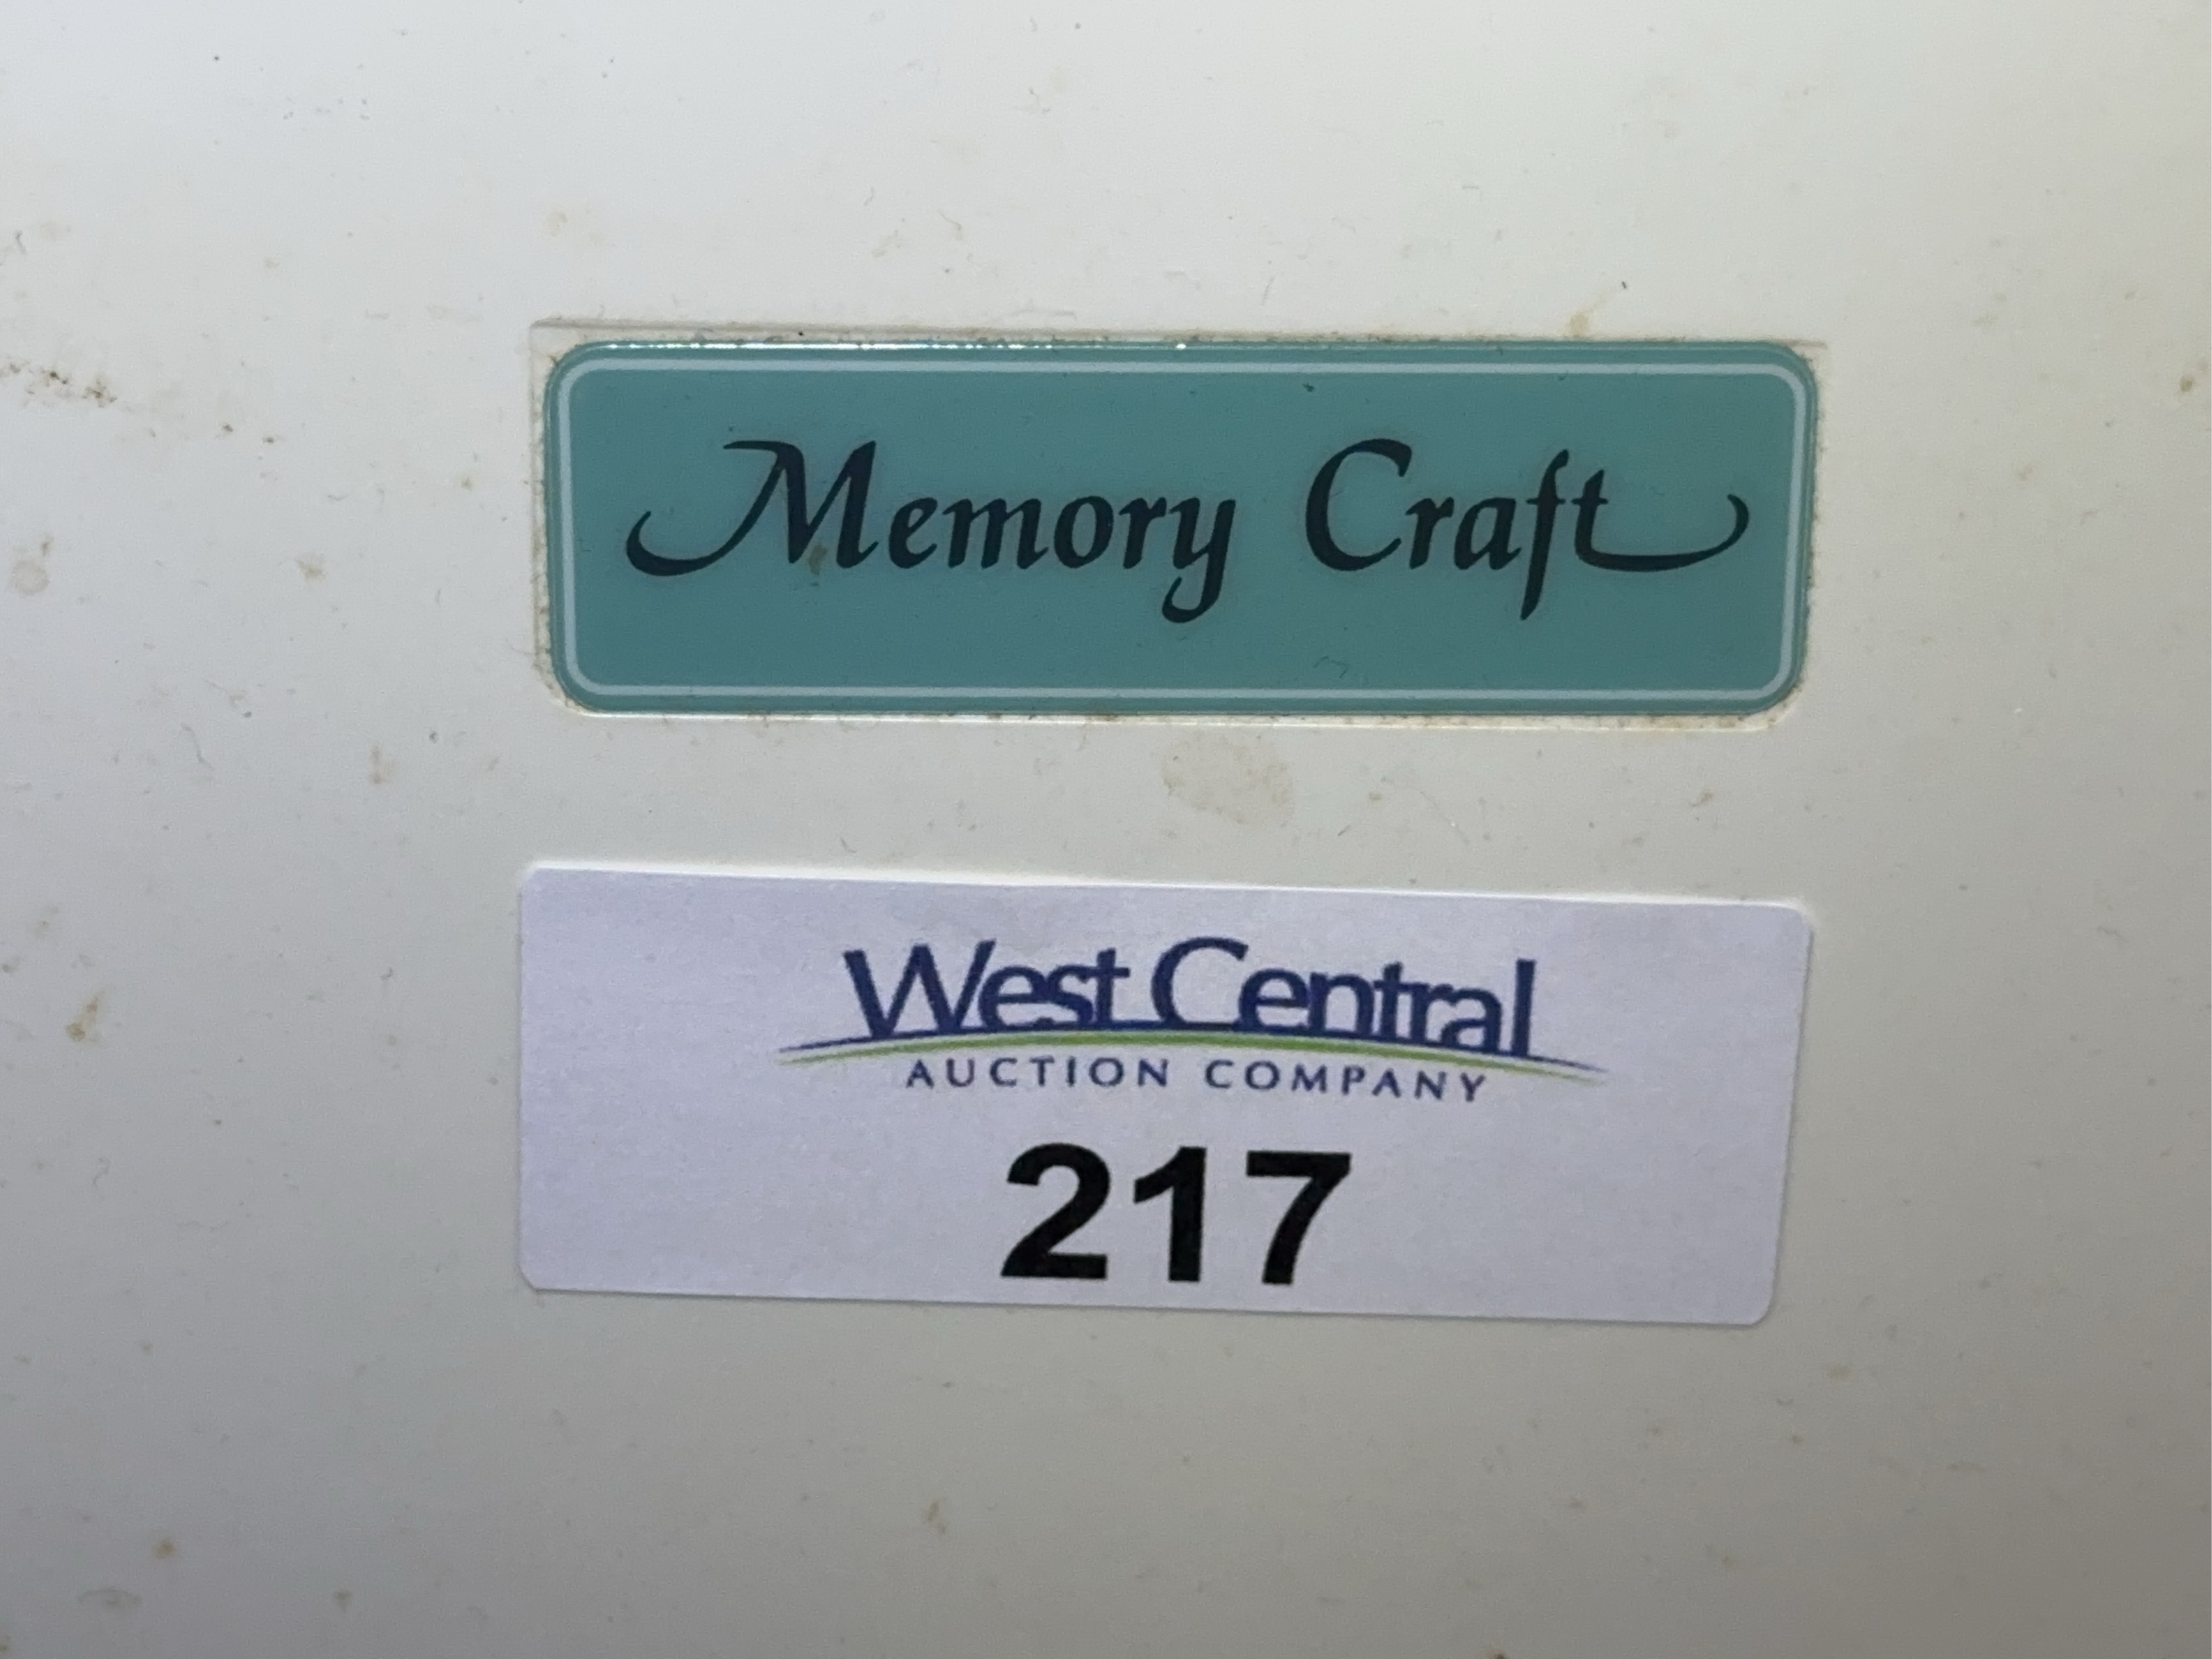 Memory Craft
West Central
AUCTION COMPANY
217